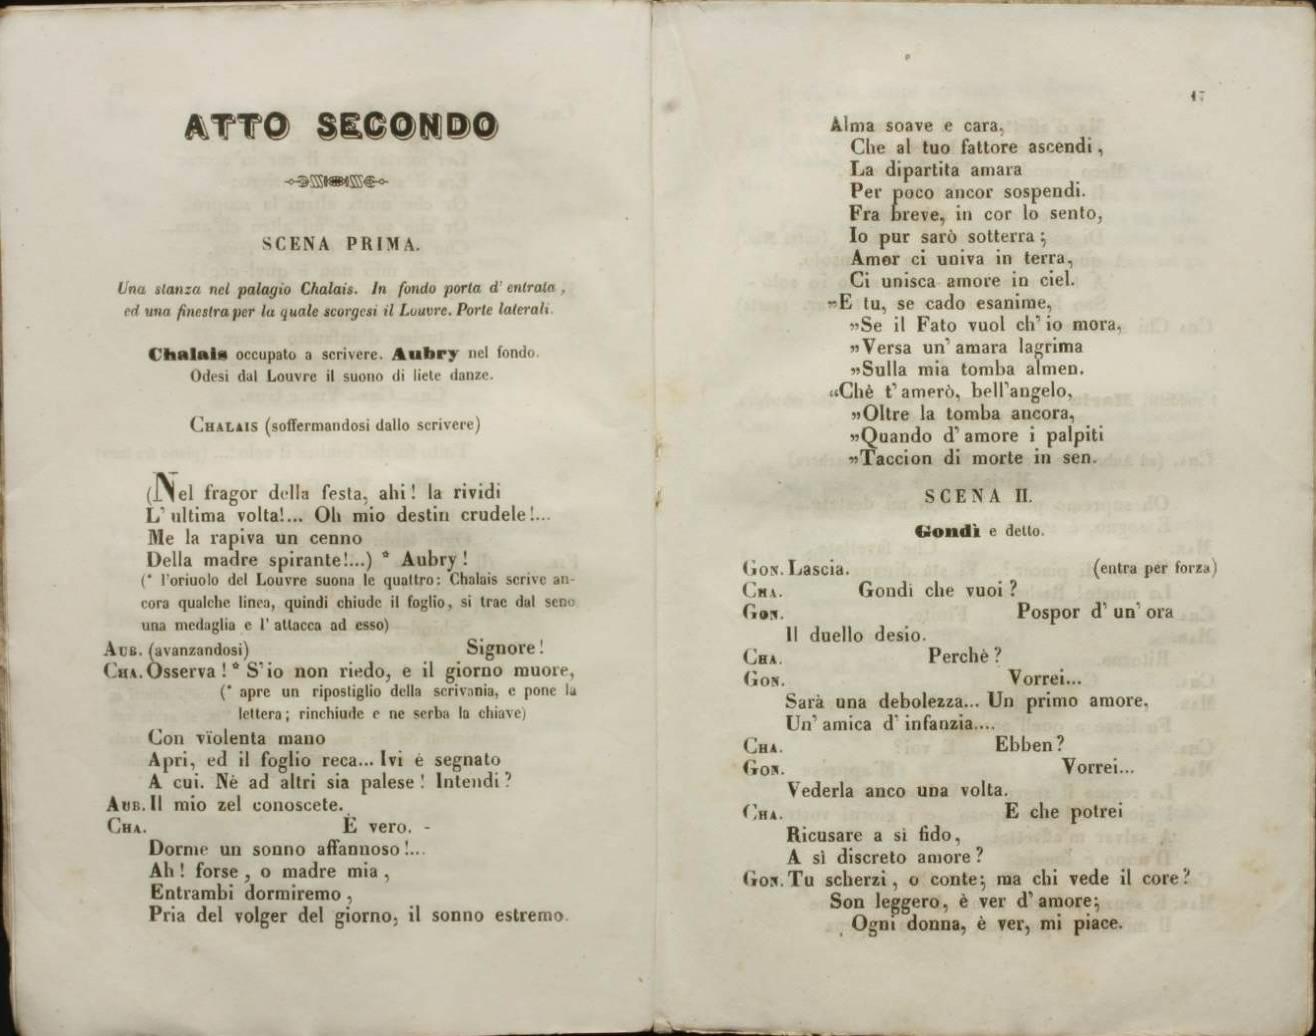 ATTO SECONDO
SCENA PRIMA.
Una stanza nel palagio Chalais. In fondo porta d' entrata,
ed una finestra per la quale scorgesi il Louvre. Porte laterali.
Chalais occupato a scrivere. Aubry nel fondo.
Odesi dal Louvre il suono di liete danze.
CHALAIS (soffermandosi dallo scrivere)
(Nel fragor della festa, ahi! la rividi
L' ultima volta!... Oh mio destin crudele!...
Me la rapiva un cenno
Della madre spirante!...) * Aubry!
(* l'oriuolo del Louvre suona le quattro: Chalais scrive an-
cora qualche linea, quindi chiude il foglio, si trae dal seno
una medaglia e l' attacca ad esso)
AUB. (avanzandosi) Signore!
CHA. Osserva! * S'io non riedo, e il giorno muore,
(* apre un ripostiglio della scrivania, e pone la
lettera; rinchiude e ne serba la chiave)
Con vïolenta mano
Apri, ed il foglio reca... Ivi è segnato
A cui. Nè ad altri sia palese! Intendi?
AUB. Il mio zel conoscete.
CHA. È vero. -
Dorme un sonno affannoso!...
Ah! forse, o madre mia,
Entrambi dormiremo,
Pria del volger del giorno, il sonno estremo.
17
Alma soave e cara,
Che al tuo fattore ascendi,
La dipartita amara
Per poco ancor sospendi.
Fra breve, in cor lo sento,
Io pur sarò sotterra;
Amor ci univa in terra,
Ci unisca amore in ciel.
"E tu, se cado esanime,
"Se il Fato vuol ch' io mora,
"Versa un' amara lagrima
"Sulla mia tomba almen.
"Chè t' amerò, bell'angelo,
"Oltre la tomba ancora,
"Quando d' amore i palpiti
"Taccion di morte in sen.
SCENA II.
Gondì e detto.
GON. Lascia. (entra per forza)
CHA. Gondì che vuoi?
GON. Pospor d' un' ora
Il duello desio.
CHA. Perchè?
GON. Vorrei...
Sarà una debolezza... Un primo amore,
Un' amica d' infanzia....
CHA. Ebben?
GON. Vorrei...
Vederla anco una volta.
CHA. E che potrei
Ricusare a sì fido,
A sì discreto amore?
GON. Tu scherzi, o conte; ma chi vede il core?
Son leggero, è ver d' amore;
Ogni donna, è ver, mi piace.